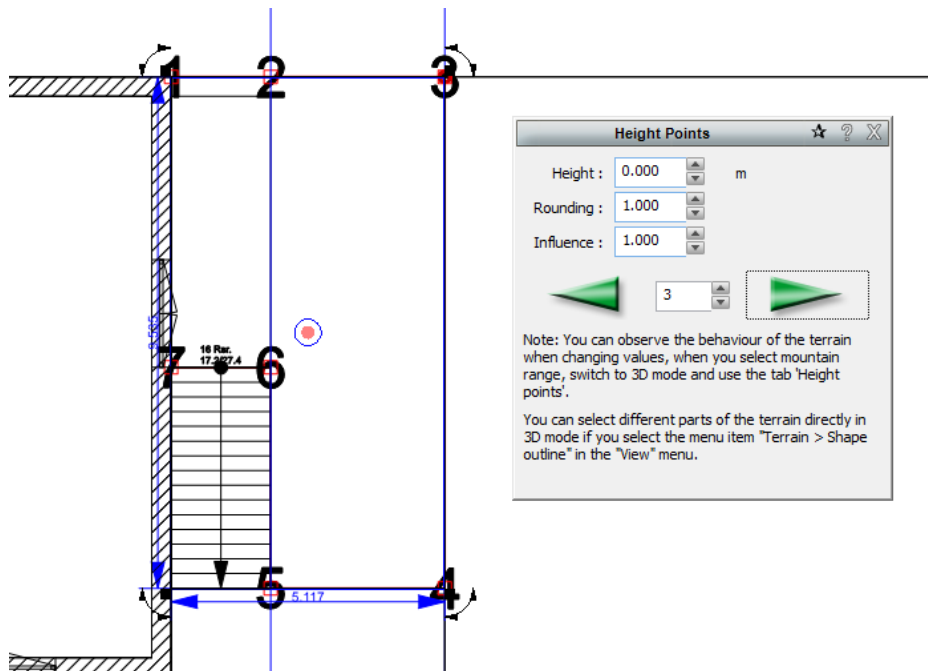 1
2
3
Height Points
Height :
0.000
m
Rounding :
1.000
Influence :
1.000
3
Note: You can observe the behaviour of the terrain
when changing values, when you select mountain
range, switch to 3D mode and use the tab 'Height
points'.
You can select different parts of the terrain directly in
3D mode if you select the menu item "Terrain > Shape
outline" in the "View" menu.
7
16 Rsr.
6
5
5.117
4